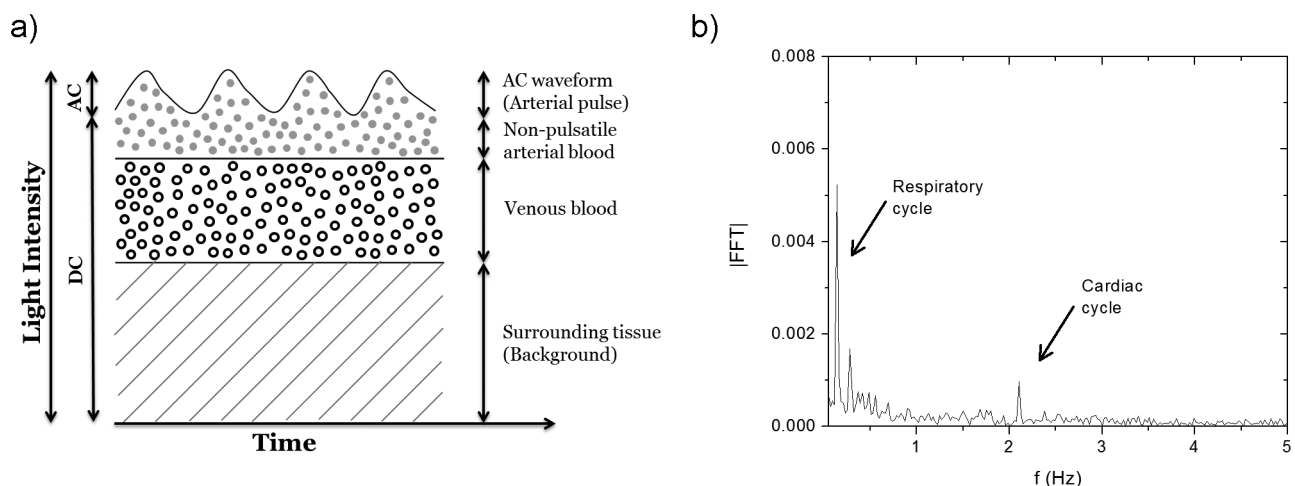 a)
Light Intensity
AC
DC
AC waveform
(Arterial pulse)
Non-pulsatile
arterial blood
Venous blood
Surrounding tissue
(Background)
Time
b)
0.008
0.006
0.004
0.002
0.000
|FFT|
Respiratory
cycle
Cardiac
cycle
1 2 3 4 5
f (Hz)